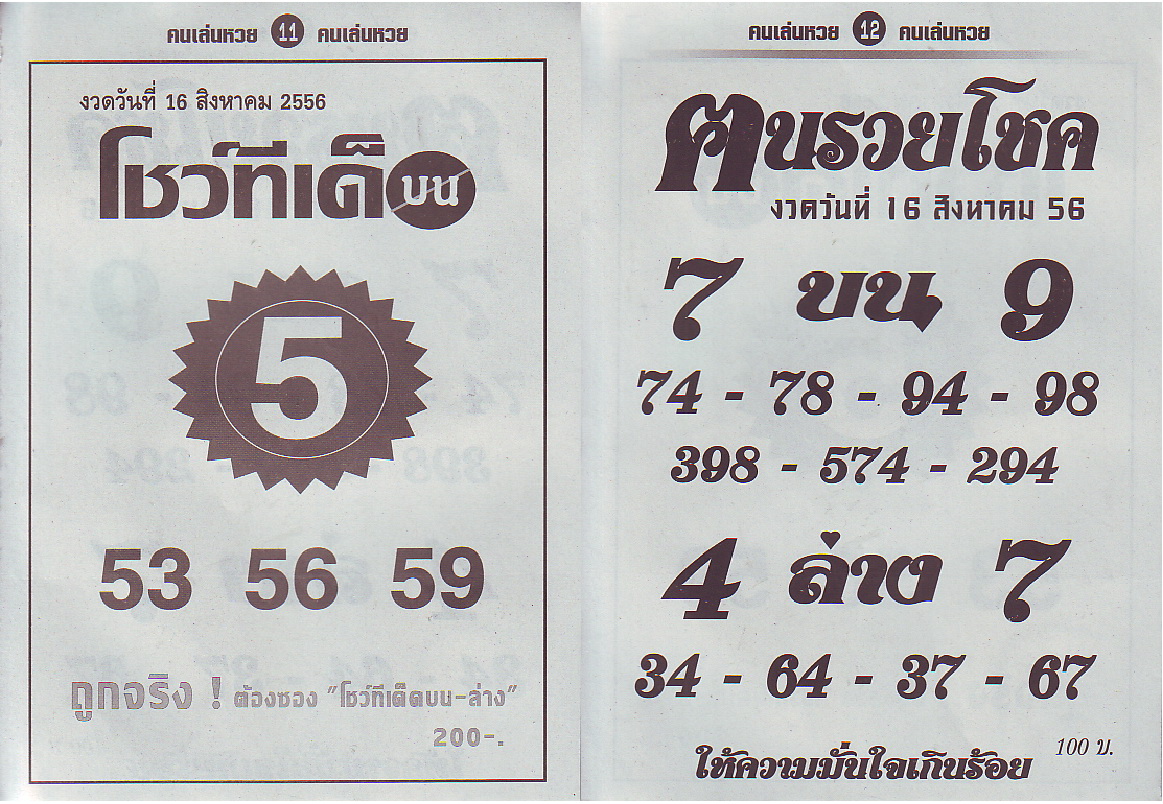 คนเล่นหวย 11 คนเล่นหวย
งวดวันที่ 16 สิงหาคม 2556
โชว์ทีเด็ด บน
5
53 56 59
ถูกจริง ! ต้องซอง "โชว์ทีเด็ดบน-ล่าง"
200-.
คนเล่นหวย 12 คนเล่นหวย
ฅนรวยโชค
งวดวันที่ 16 สิงหาคม 56
7 บน 9
74 - 78 - 94 - 98
398 - 574 - 294
4 ล่าง 7
34 - 64 - 37 - 67
100 บ.
ให้ความมั่นใจเกินร้อย